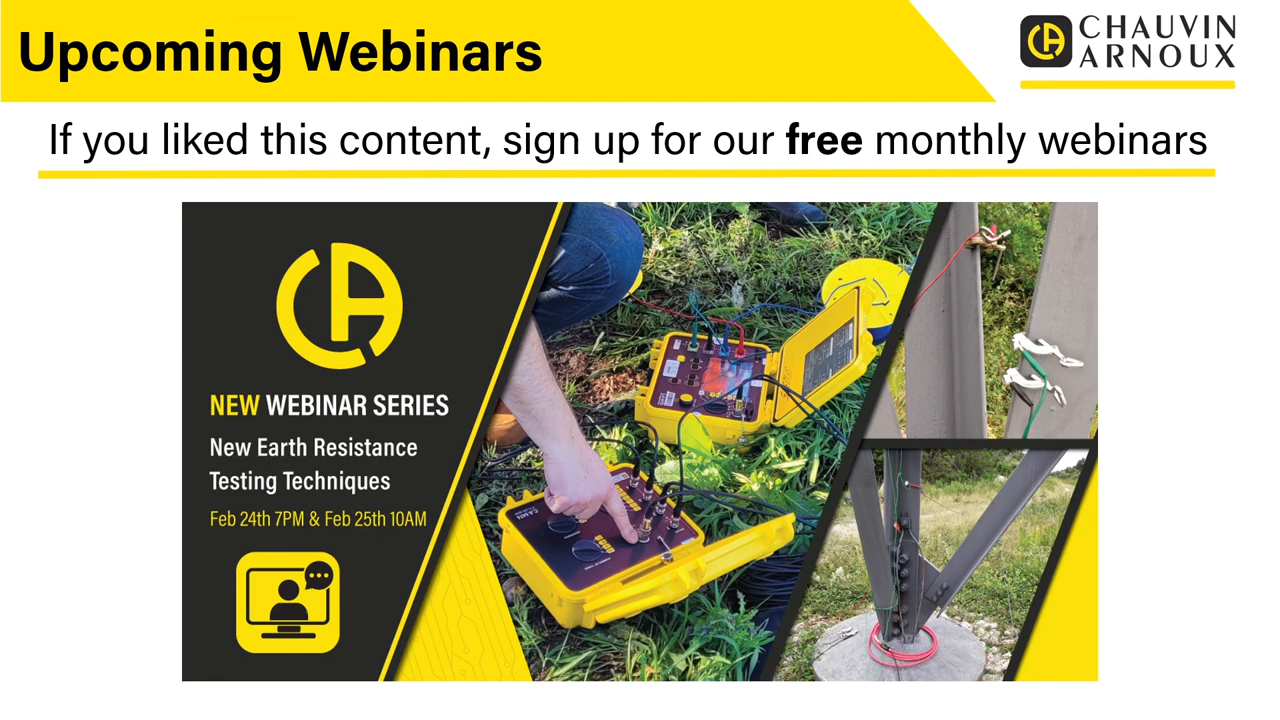 Upcoming Webinars
CHAUVIN
ARNOUX
If you liked this content, sign up for our free monthly webinars
NEW WEBINAR SERIES
New Earth Resistance
Testing Techniques
Feb 24th 7PM & Feb 25th 10AM